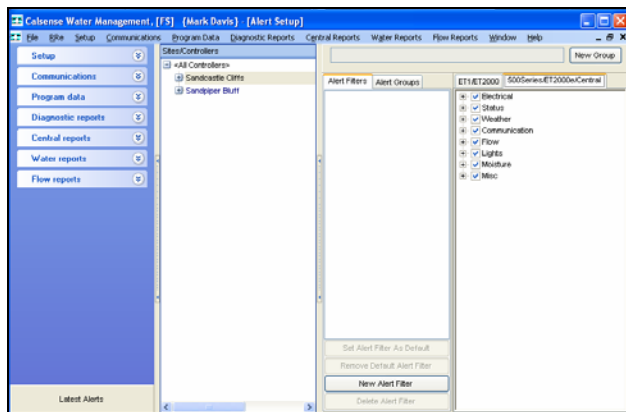 Calsense Water Management, [FS] [Mark Davis] - [Alert Setup]
File RRe Setup Communications Program Data Diagnostic Reports Central Reports Water Reports Flow Reports Window Help
Setup
Communications
Program data
Diagnostic reports
Central reports
Water reports
Flow reports
Latest Alerts
Sites/Controllers
<All Controllers>
Sandcastle Cliffs
Sandpiper Bluff
New Group
Alert Filters Alert Groups
Set Alert Filter As Default
Remove Default Alert Filter
New Alert Filter
Delete Alert Filter
ET1/ET2000 500Series/ET2000e/Central
Electrical
Status
Weather
Communication
Flow
Lights
Moisture
Misc